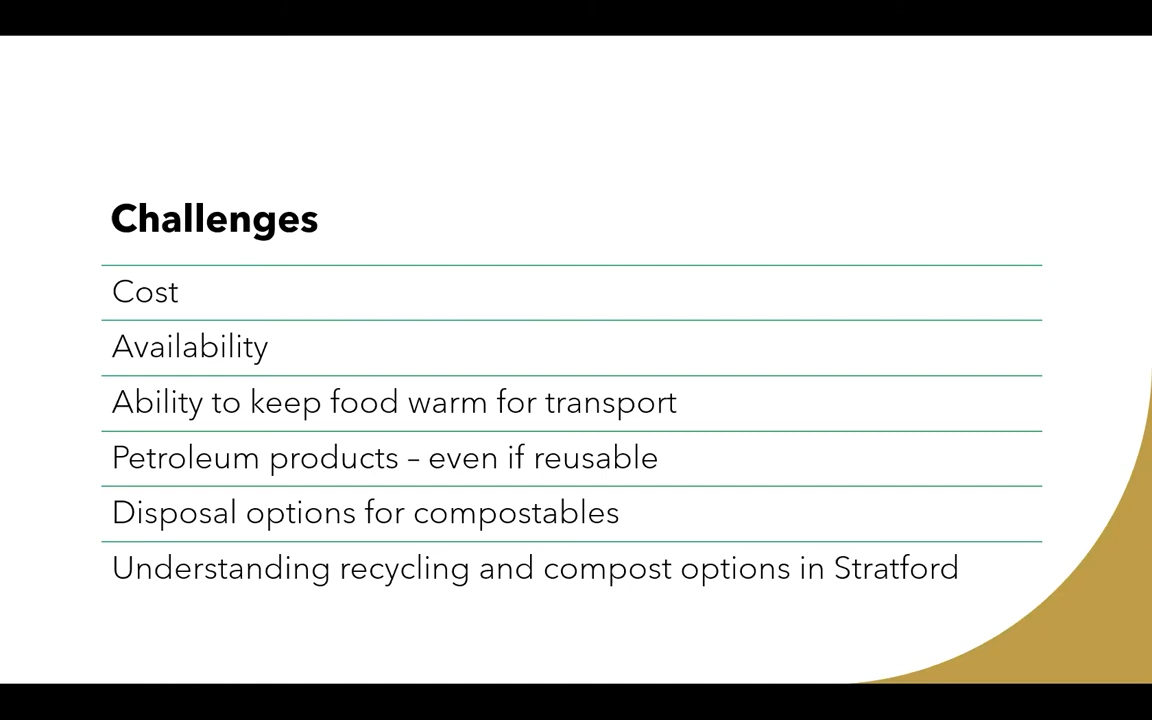 Challenges
Cost
Availability
Ability to keep food warm for transport
Petroleum products – even if reusable
Disposal options for compostables
Understanding recycling and compost options in Stratford